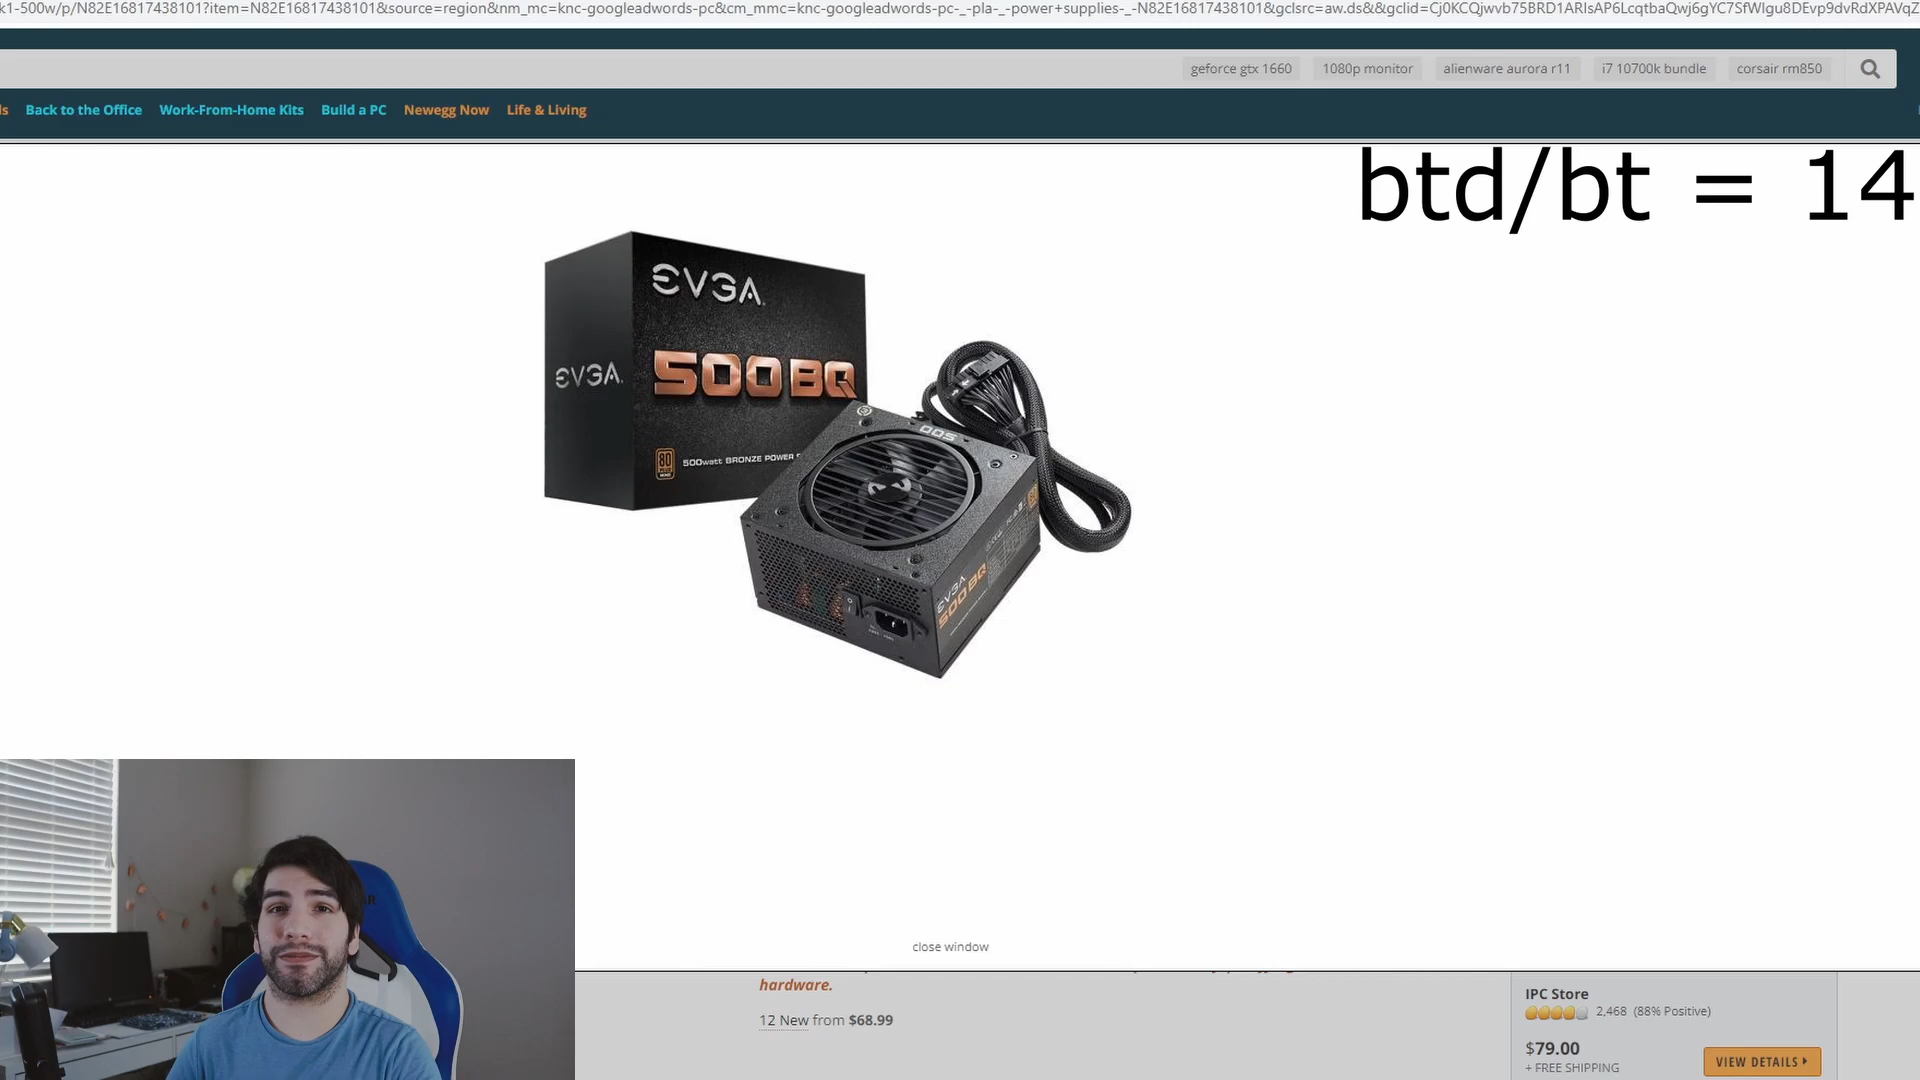 k1-500w/p/N82E16817438101?item=N82E16817438101&source=region&nm_mc=knc-googleadwords-pc&cm_mmc=knc-googleadwords-pc-_-pla-_-power+supplies-_-N82E16817438101&gclsrc=aw.ds&&gclid=Cj0KCQjwvb75BRD1ARIsAP6LcqtbaQwj6gYC7SfWIgu8DEvp9dvRdXPAVqZ
geforce gtx 1660 1080p monitor alienware aurora r11 i7 10700k bundle corsair rm850
ls Back to the Office Work-From-Home Kits Build a PC Newegg Now Life & Living
btd/bt = 14
EVGA
EVGA.
500 BQ
80
500watt BRONZE POWER S
500
EVGA
500 BQ
close window
hardware.
12 New from $68.99
IPC Store
2,468 (88% Positive)
$79.00
+ FREE SHIPPING
VIEW DETAILS